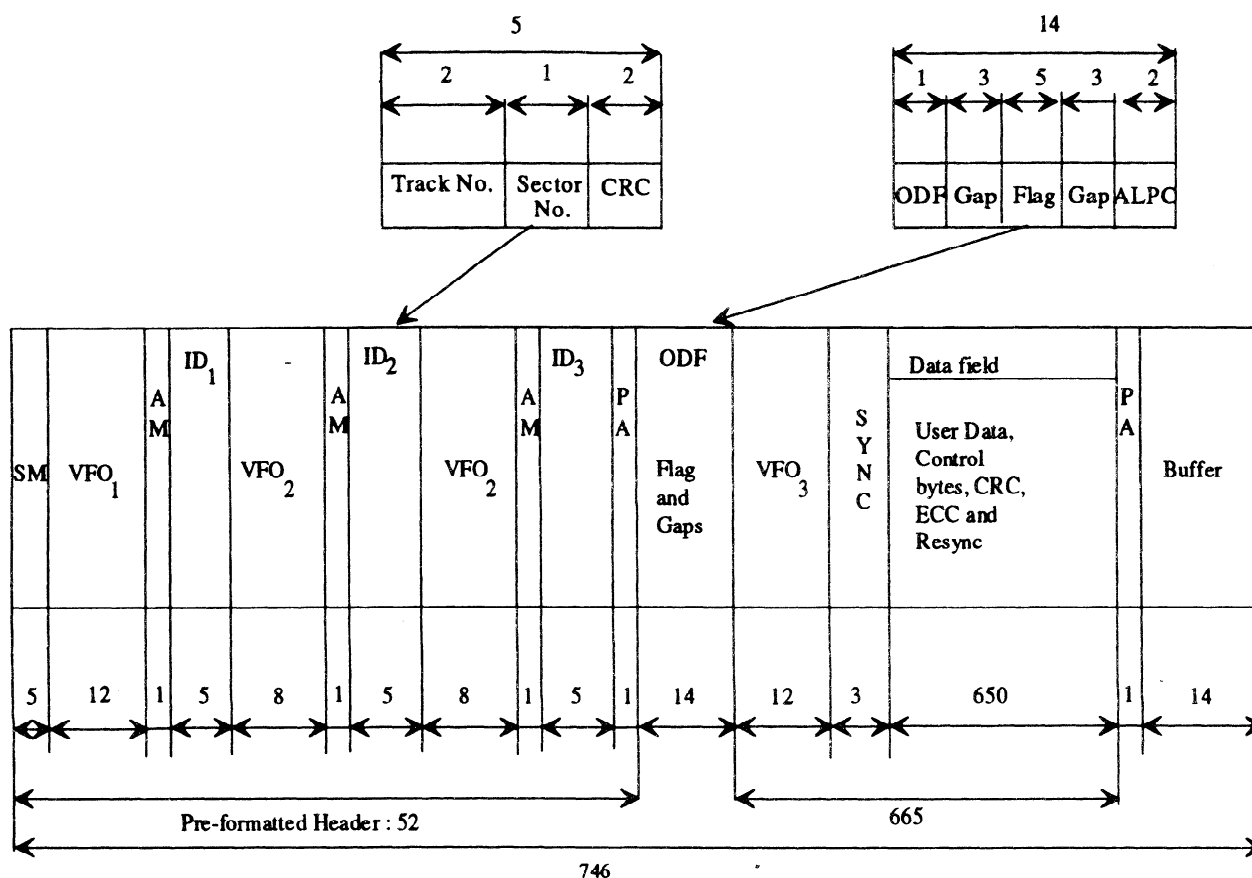 5
14
2 1 2
1 3 5 3 2
Track No. Sector No. CRC
ODF Gap Flag Gap ALPC
SM
VFO1
AM
ID1
VFO2
AM
ID2
VFO2
AM
ID3
PA
ODF
Flag
and
Gaps
VFO3
SYNC
Data field
User Data,
Control
bytes, CRC,
ECC and
Resync
PA
Buffer
5 12 1 5 8 1 5 8 1 5 1 14 12 3 650 1 14
Pre-formatted Header : 52
665
746